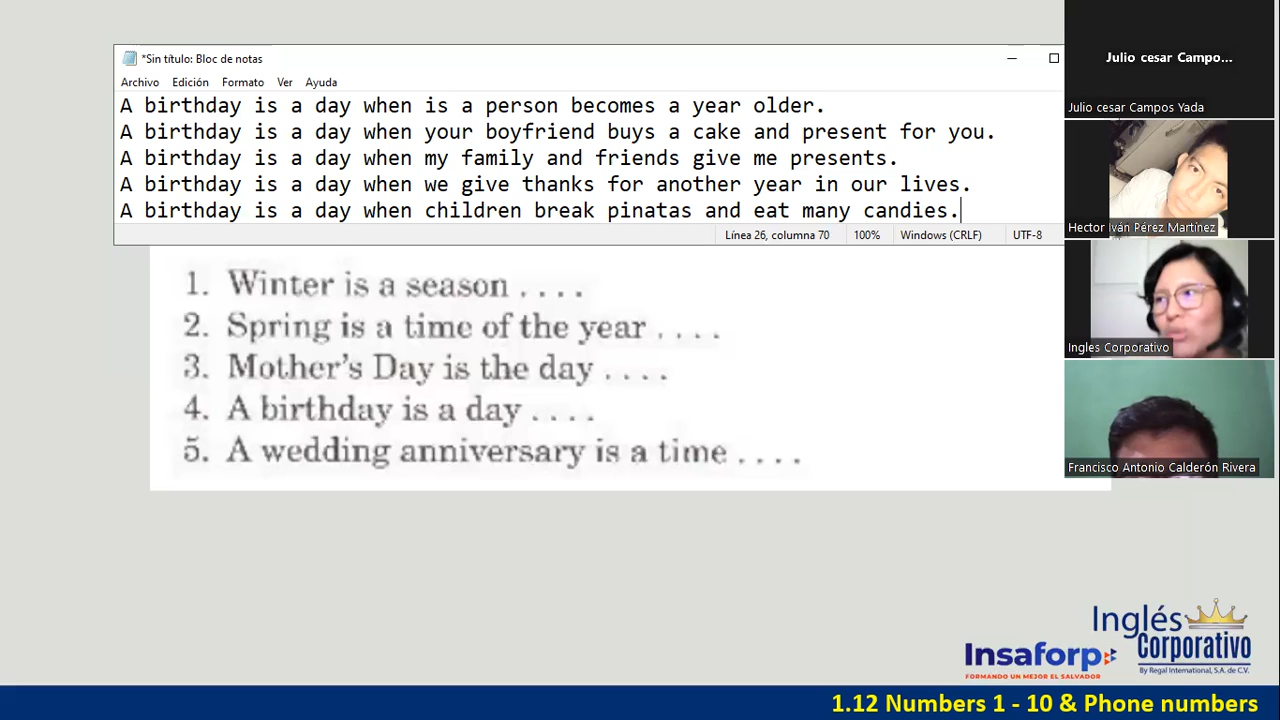 *Sin título: Bloc de notas
Archivo Edición Formato Ver Ayuda
A birthday is a day when is a person becomes a year older.
A birthday is a day when your boyfriend buys a cake and present for you.
A birthday is a day when my family and friends give me presents.
A birthday is a day when we give thanks for another year in our lives.
A birthday is a day when children break pinatas and eat many candies.
Línea 26, columna 70 100% Windows (CRLF) UTF-8
1. Winter is a season . . . .
2. Spring is a time of the year . . . .
3. Mother's Day is the day . . . .
4. A birthday is a day . . . .
5. A wedding anniversary is a time . . . .
Julio cesar Campo...
Julio cesar Campos Yada
Hector Iván Pérez Martínez
Ingles Corporativo
Francisco Antonio Calderón Rivera
Inglés
Corporativo
By Regal International, S.A. de C.V.
Insaforp
FORMANDO UN MEJOR EL SALVADOR
1.12 Numbers 1 - 10 & Phone numbers